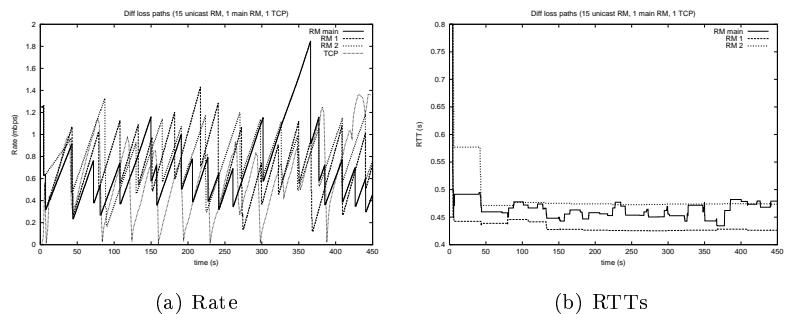 Diff loss paths (15 unicast RM, 1 main RM, 1 TCP)
2
1.8
1.6
1.4
1.2
1
0.8
0.6
0.4
0.2
0
Rate (mbps)
RM main
RM 1
RM 2
TCP
0 50 100 150 200 250 300 350 400 450
time (s)
(a) Rate
Diff loss paths (15 unicast RM, 1 main RM, 1 TCP)
0.8
0.75
0.7
0.65
0.6
0.55
0.5
0.45
0.4
RTT (s)
RM main
RM 1
RM 2
0 50 100 150 200 250 300 350 400 450
time (s)
(b) RTTs